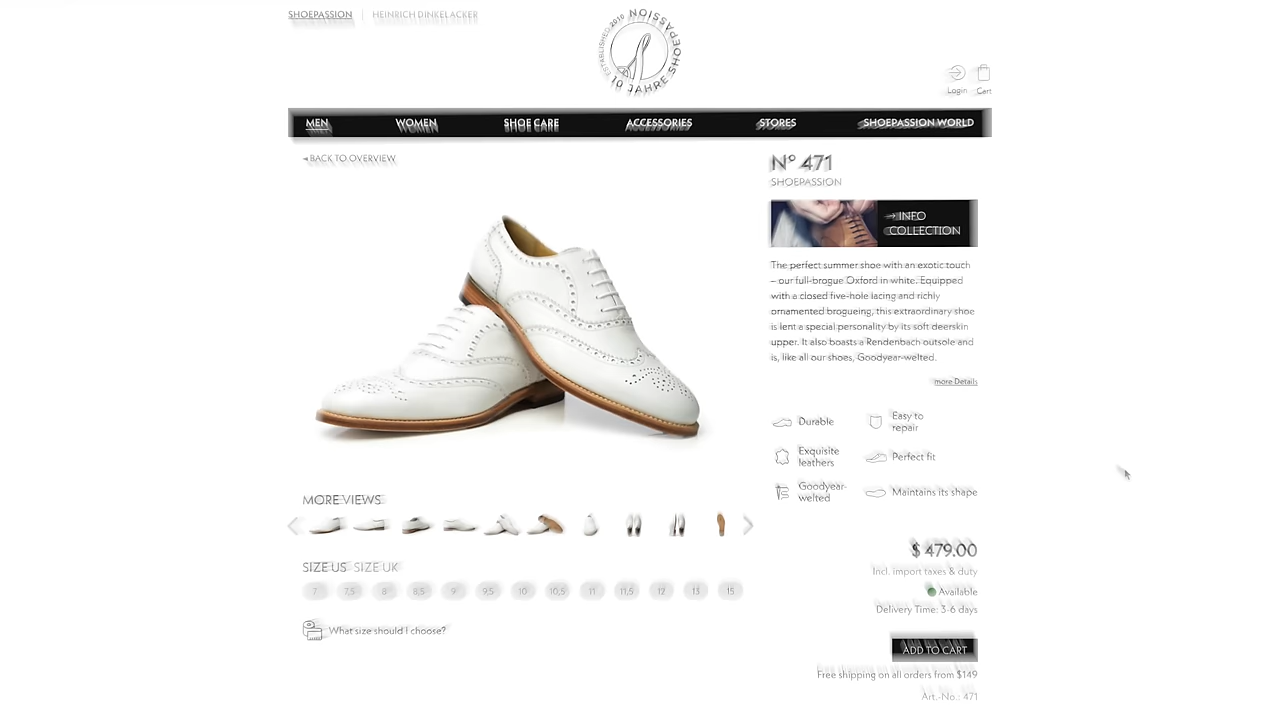 SHOEPASSION
HEINRICH DINKELACKER
ESTABLISHED 2010 SHOEPASSION
10 JAHRE
Login Cart
MEN WOMEN SHOE CARE ACCESSORIES STORES SHOEPASSION WORLD
BACK TO OVERVIEW
N° 471
SHOEPASSION
INFO
COLLECTION
The perfect summer shoe with an exotic touch
– our full-brogue Oxford in white. Equipped
with a closed five-hole lacing and richly
ornamented brogueing, this extraordinary shoe
is lent a special personality by its soft deerskin
upper. It also boasts a Rendenbach outsole and
is, like all our shoes, Goodyear-welted.
more Details
Durable
Easy to
repair
Exquisite
leathers
Perfect fit
Goodyear-
welted
Maintains its shape
MORE VIEWS
SIZE US SIZE UK
7 7,5 8 8,5 9 9,5 10 10,5 11 11,5 12 13 15
What size should I choose?
$ 479.00
Incl. import taxes & duty
Available
Delivery Time: 3-6 days
ADD TO CART
Free shipping on all orders from $149
Art.-No.: 471